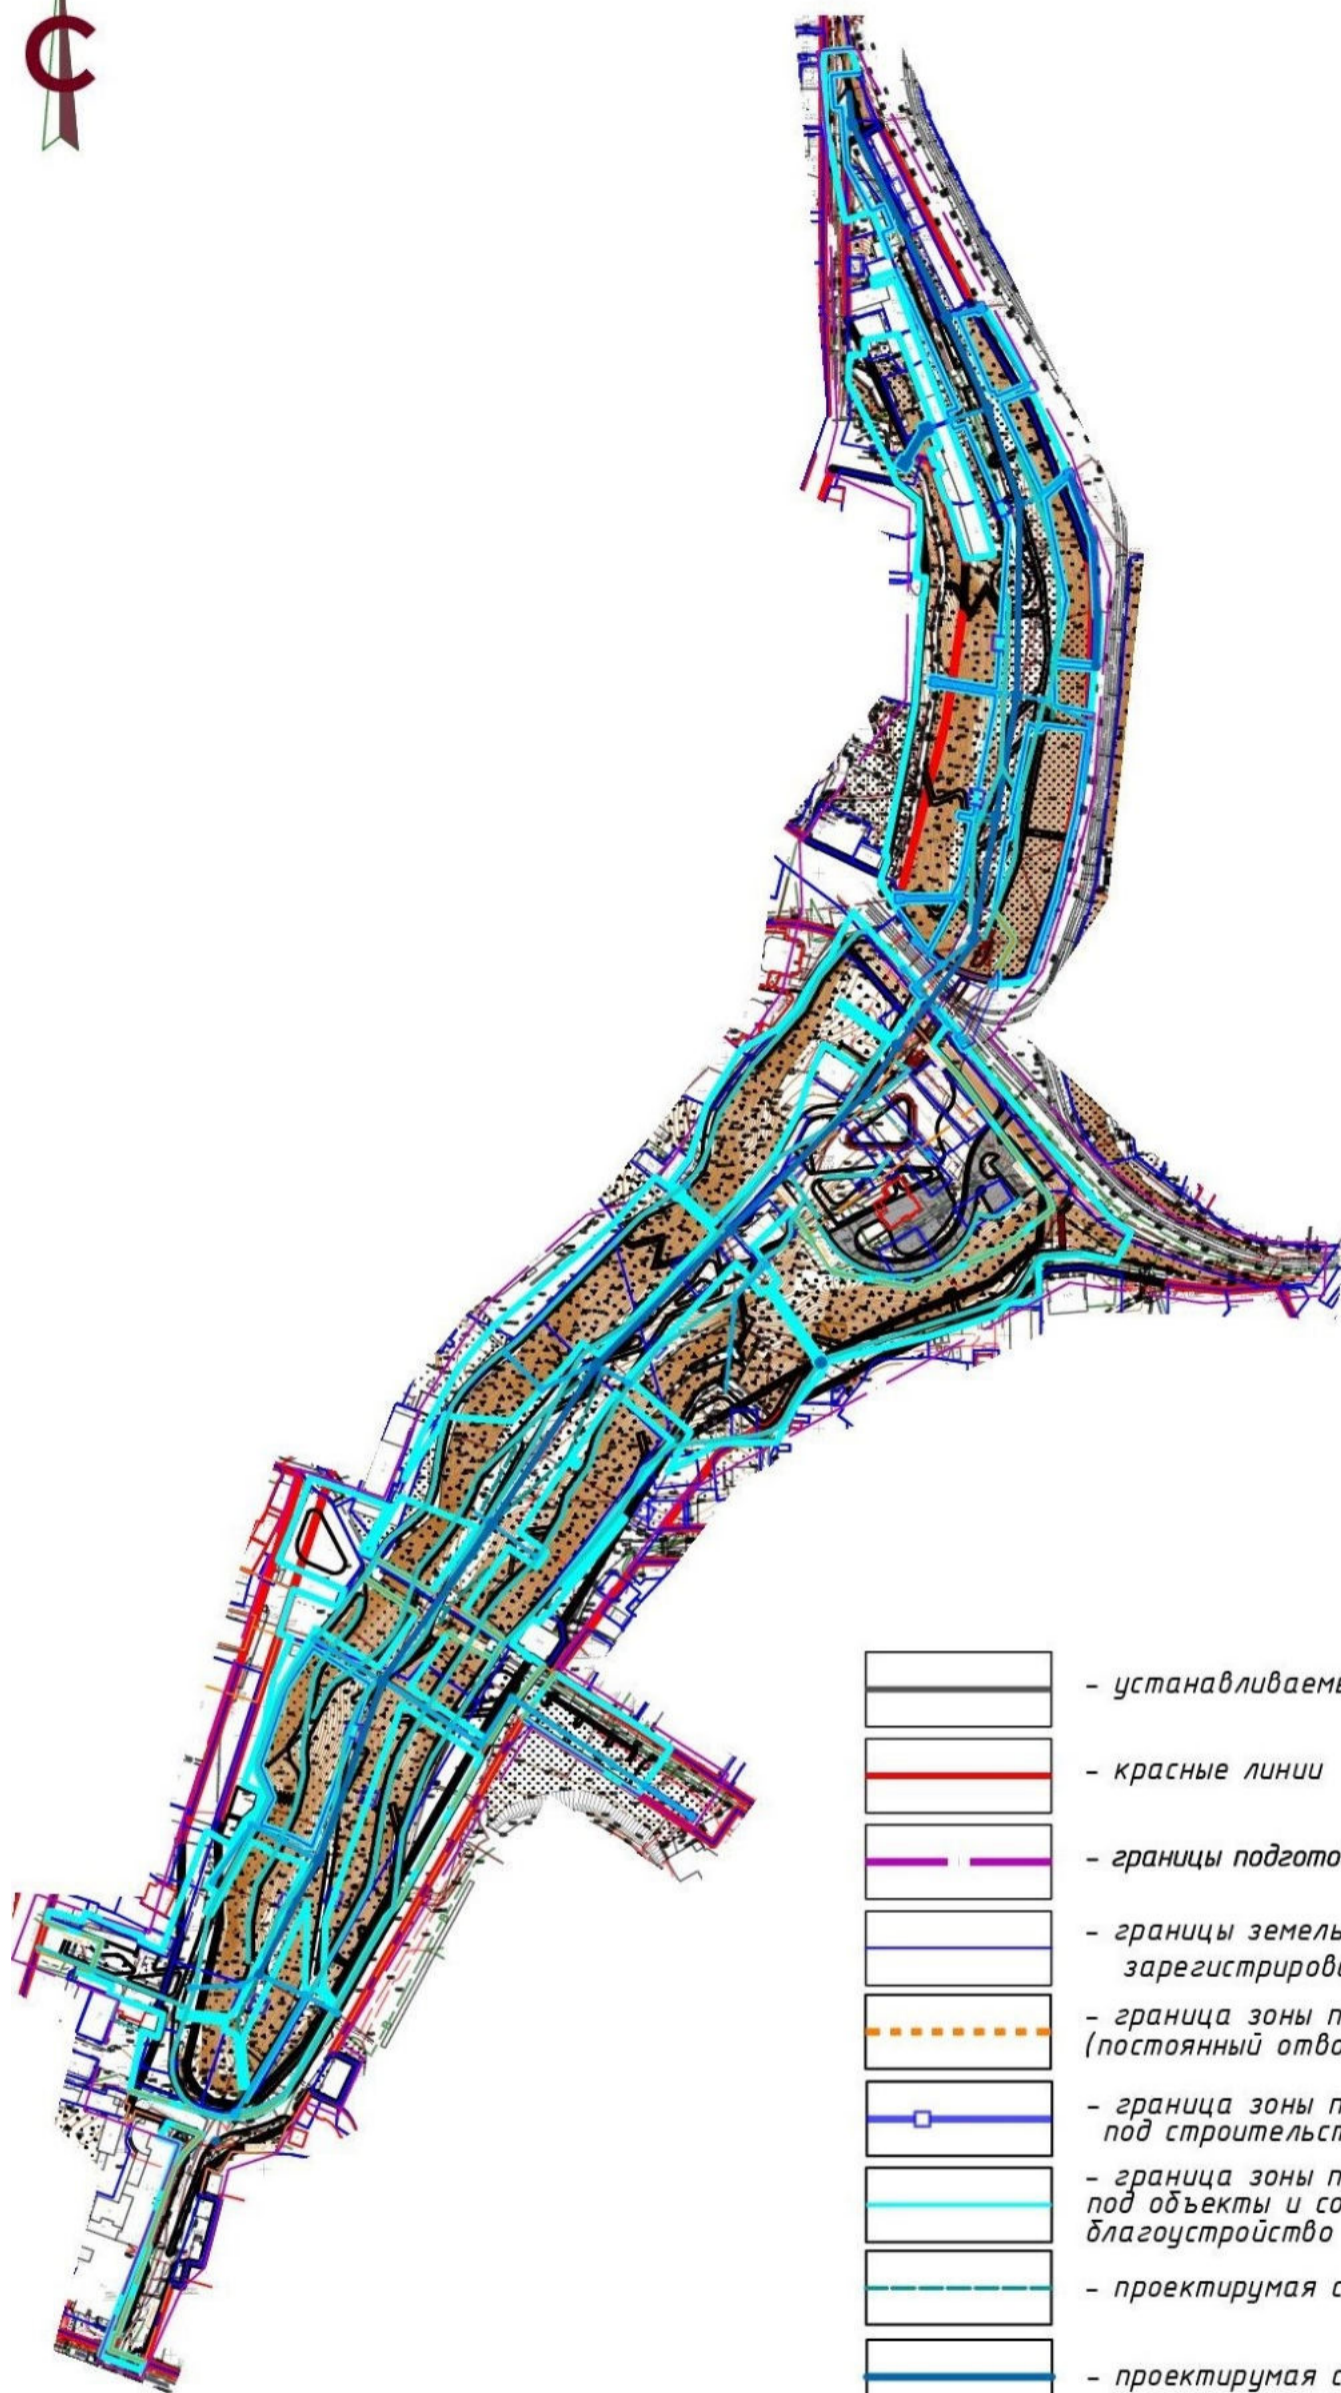 С
- устанавливаемы
- красные линии
- границы подгото
- границы земель
зарегистриров
- граница зоны п
(постоянный отво
- граница зоны п
под строительст
- граница зоны п
под объекты и со
благоустройство
- проектирумая с
- проектирумая с